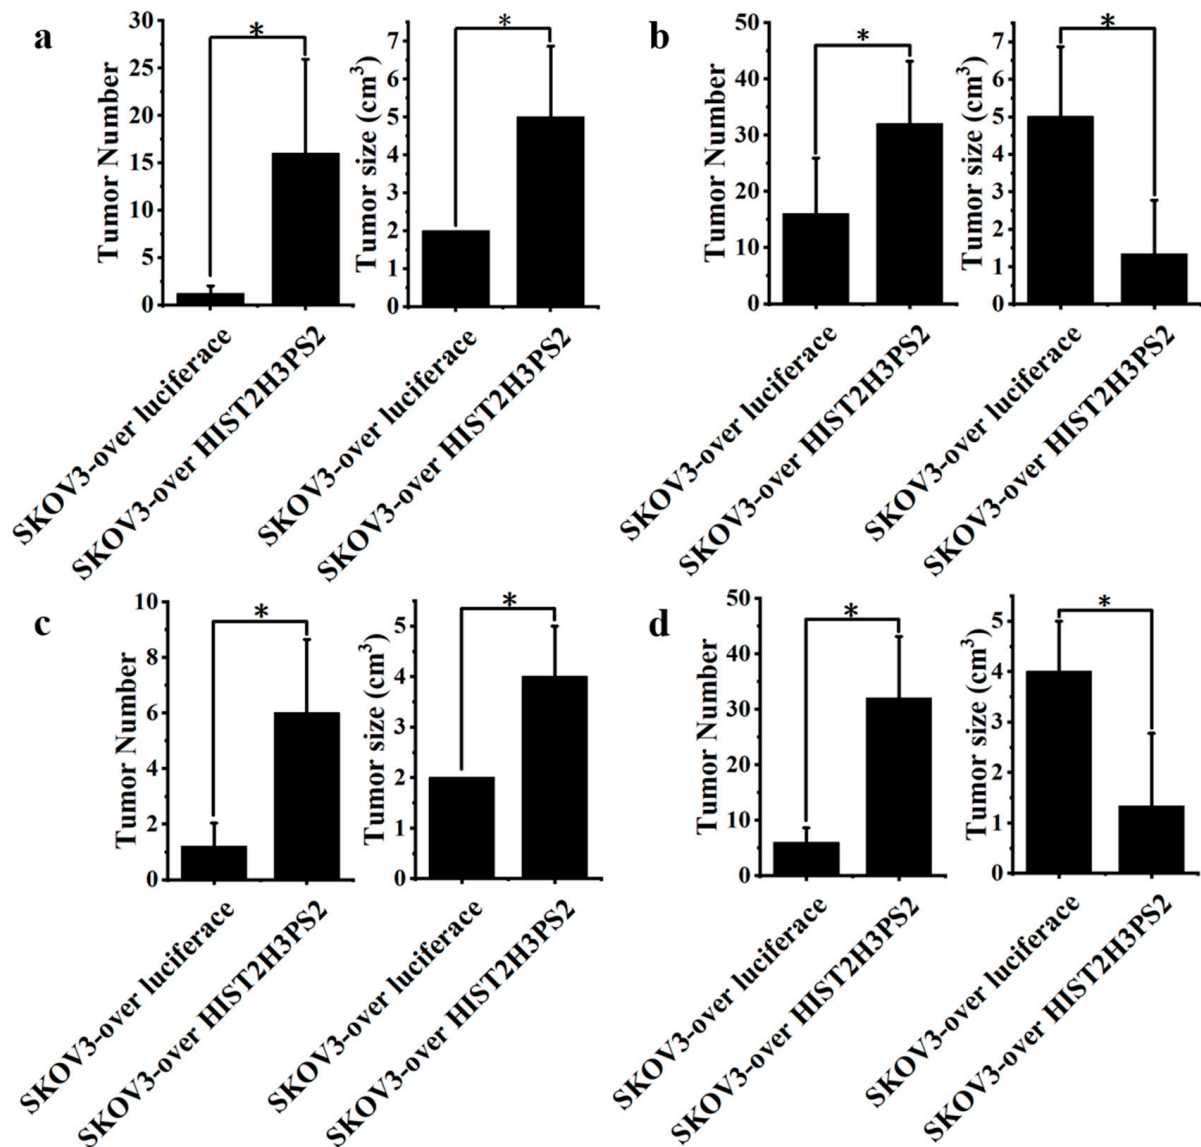 a
Tumor Number
30
25
20
15
10
5
0
*
SKOV3-over luciferace
SKOV3-over HIST2H3PS2
Tumor size (cm³)
7
6
5
4
3
2
1
0
*
SKOV3-over luciferace
SKOV3-over HIST2H3PS2
b
Tumor Number
50
40
30
20
10
0
*
SKOV3-over luciferace
SKOV3-over HIST2H3PS2
Tumor size (cm³)
7
6
5
4
3
2
1
0
*
SKOV3-over luciferace
SKOV3-over HIST2H3PS2
c
Tumor Number
10
8
6
4
2
0
*
SKOV3-over luciferace
SKOV3-over HIST2H3PS2
Tumor size (cm³)
5
4
3
2
1
0
*
SKOV3-over luciferace
SKOV3-over HIST2H3PS2
d
Tumor Number
50
40
30
20
10
0
*
SKOV3-over luciferace
SKOV3-over HIST2H3PS2
Tumor size (cm³)
5
4
3
2
1
0
*
SKOV3-over luciferace
SKOV3-over HIST2H3PS2